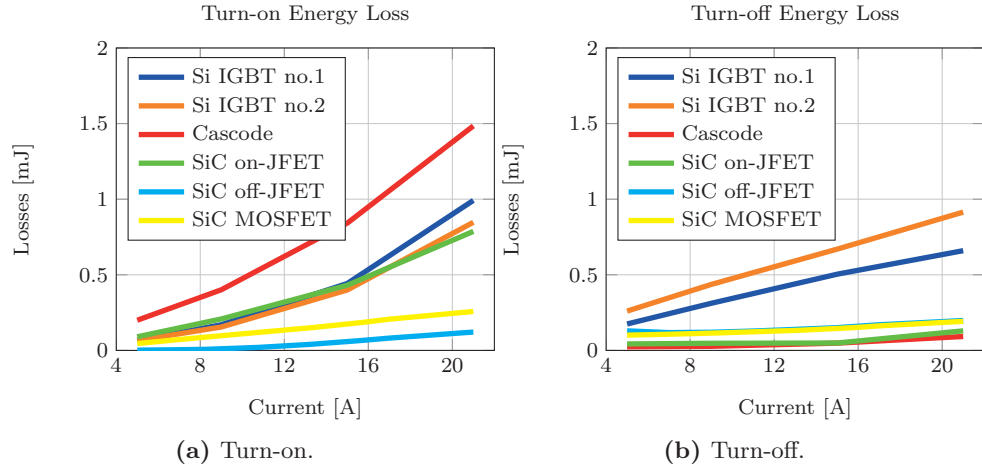 Turn-on Energy Loss
2
1.5
1
0.5
0
4
8
12
16
20
Losses [mJ]
Current [A]
Si IGBT no.1
Si IGBT no.2
Cascode
SiC on-JFET
SiC off-JFET
SiC MOSFET
(a) Turn-on.
Turn-off Energy Loss
2
1.5
1
0.5
0
4
8
12
16
20
Losses [mJ]
Current [A]
Si IGBT no.1
Si IGBT no.2
Cascode
SiC on-JFET
SiC off-JFET
SiC MOSFET
(b) Turn-off.